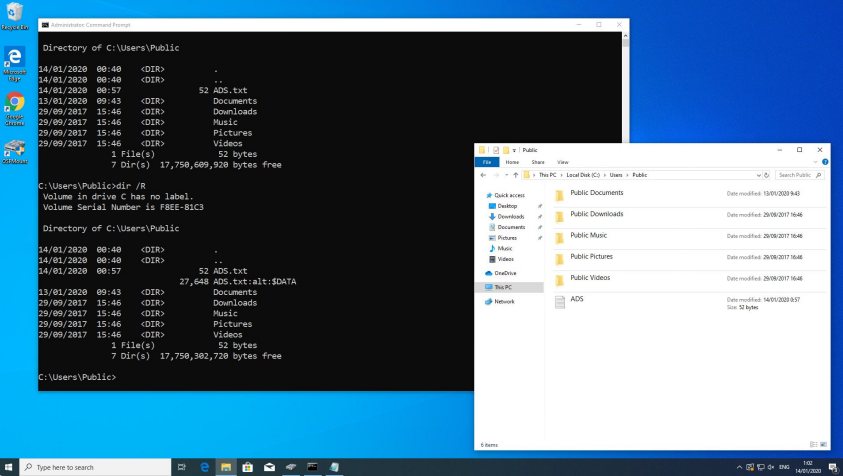 Recycle Bin
Microsoft
Edge
Google
Chrome
OSFMount
Administrator: Command Prompt
Directory of C:\Users\Public
14/01/2020 00:40 <DIR> .
14/01/2020 00:40 <DIR> ..
14/01/2020 00:57 52 ADS.txt
13/01/2020 09:43 <DIR> Documents
29/09/2017 15:46 <DIR> Downloads
29/09/2017 15:46 <DIR> Music
29/09/2017 15:46 <DIR> Pictures
29/09/2017 15:46 <DIR> Videos
1 File(s) 52 bytes
7 Dir(s) 17,750,609,920 bytes free
C:\Users\Public>dir /R
Volume in drive C has no label.
Volume Serial Number is F8EE-81C3
Directory of C:\Users\Public
14/01/2020 00:40 <DIR> .
14/01/2020 00:40 <DIR> ..
14/01/2020 00:57 52 ADS.txt
27,648 ADS.txt:alt:$DATA
13/01/2020 09:43 <DIR> Documents
29/09/2017 15:46 <DIR> Downloads
29/09/2017 15:46 <DIR> Music
29/09/2017 15:46 <DIR> Pictures
29/09/2017 15:46 <DIR> Videos
1 File(s) 52 bytes
7 Dir(s) 17,750,302,720 bytes free
C:\Users\Public>
Public
File Home Share View
This PC > Local Disk (C:) > Users > Public
Search Public
Quick access
Desktop
Downloads
Documents
Pictures
Music
Videos
OneDrive
This PC
Network
Public Documents Date modified: 13/01/2020 9:43
Public Downloads Date modified: 29/09/2017 16:46
Public Music Date modified: 29/09/2017 16:46
Public Pictures Date modified: 29/09/2017 16:46
Public Videos Date modified: 29/09/2017 16:46
ADS Date modified: 14/01/2020 0:57
Size: 52 bytes
6 items
Type here to search
ENG
1:02
14/01/2020